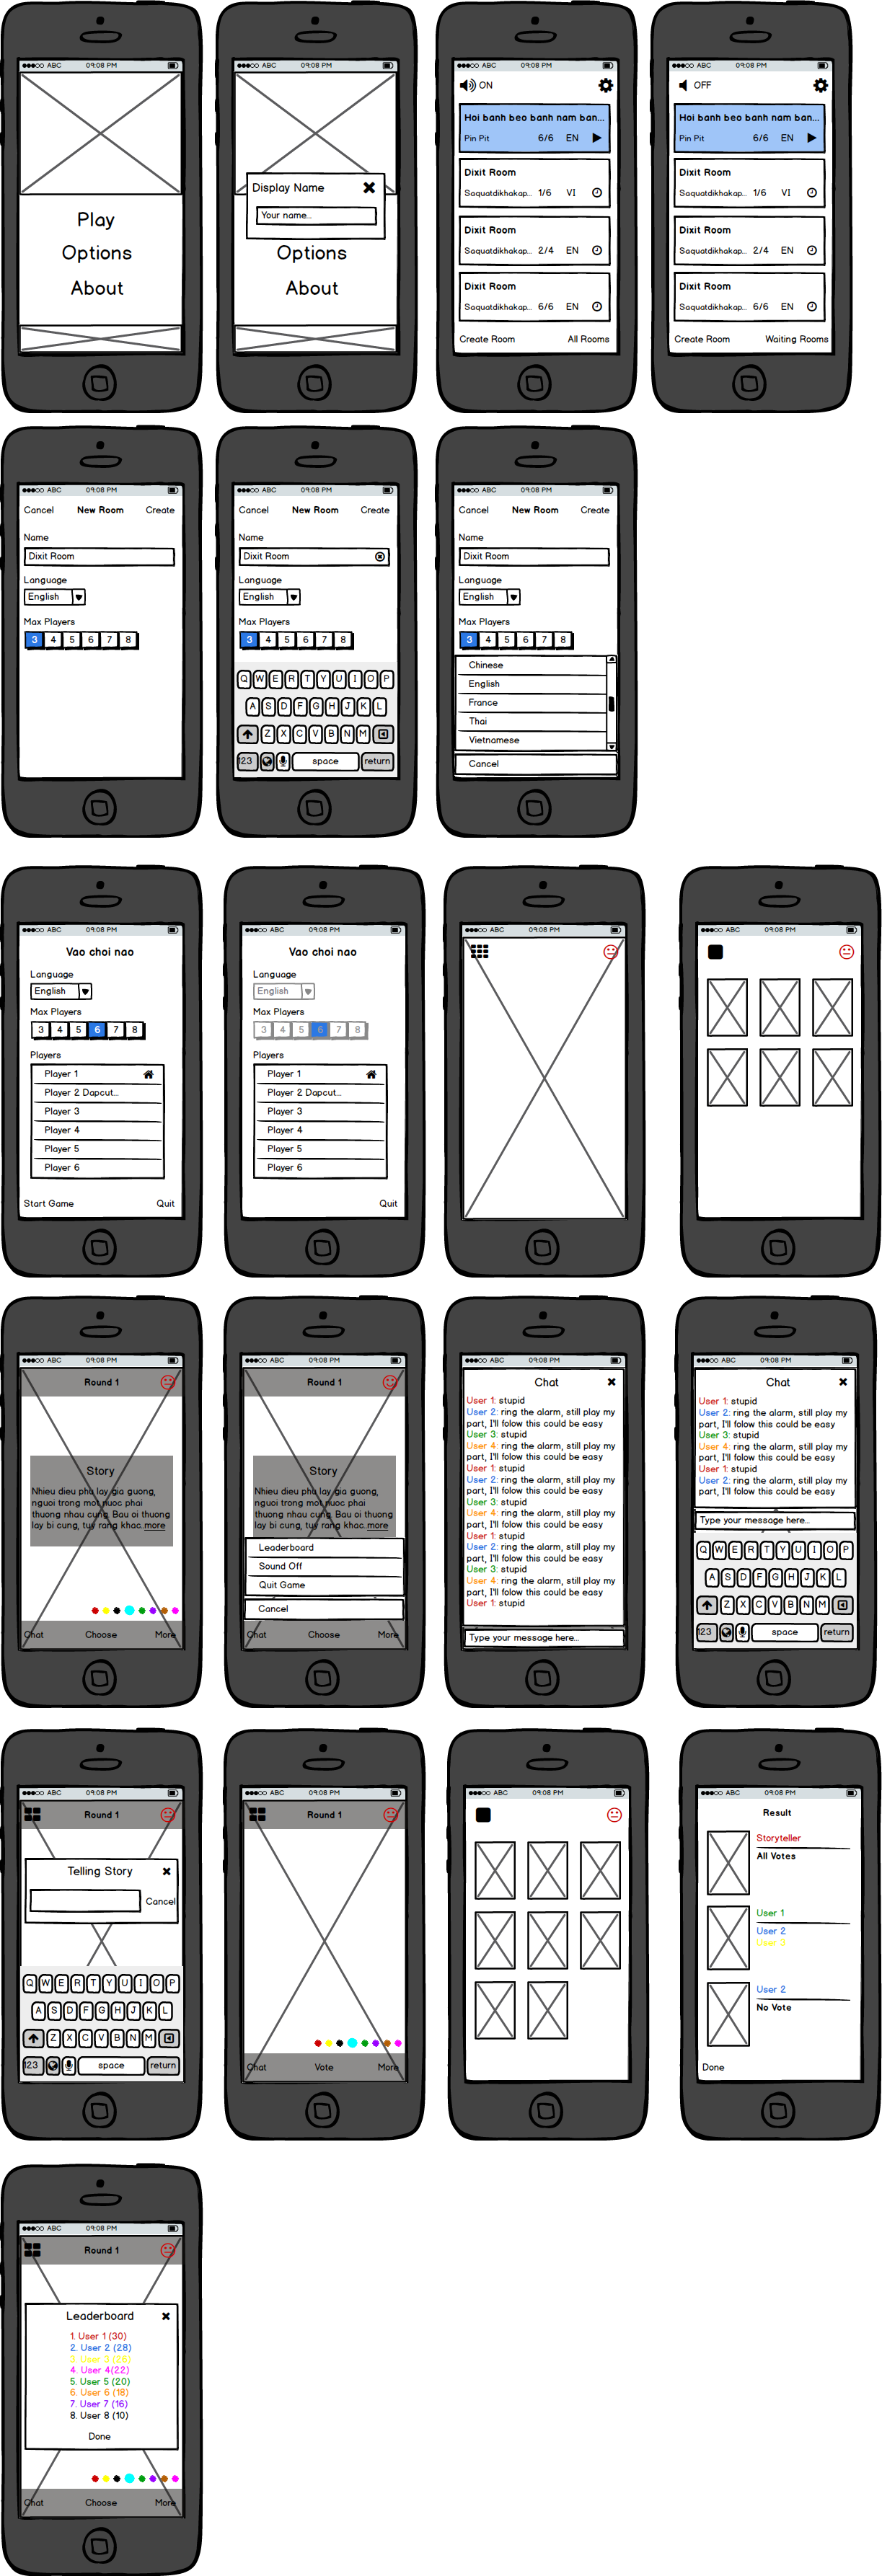 ABC 09:08 PM
Play
Options
About
ABC 09:08 PM
Display Name
Your name...
Options
About
ABC 09:08 PM
ON
Hoi banh beo banh nam ban...
Pin Pit 6/6 EN
Dixit Room
Saquatdikhakap... 1/6 VI
Dixit Room
Saquatdikhakap... 2/4 EN
Dixit Room
Saquatdikhakap... 6/6 EN
Create Room All Rooms
ABC 09:08 PM
OFF
Hoi banh beo banh nam ban...
Pin Pit 6/6 EN
Dixit Room
Saquatdikhakap... 1/6 VI
Dixit Room
Saquatdikhakap... 2/4 EN
Dixit Room
Saquatdikhakap... 6/6 EN
Create Room Waiting Rooms
ABC 09:08 PM
Cancel New Room Create
Name
Dixit Room
Language
English
Max Players
3 4 5 6 7 8
ABC 09:08 PM
Cancel New Room Create
Name
Dixit Room
Language
English
Max Players
3 4 5 6 7 8
Q W E R T Y U I O P
A S D F G H J K L
Z X C V B N M
123 space return
ABC 09:08 PM
Cancel New Room Create
Name
Dixit Room
Language
English
Max Players
3 4 5 6 7 8
Chinese
English
France
Thai
Vietnamese
Cancel
ABC 09:08 PM
Vao choi nao
Language
English
Max Players
3 4 5 6 7 8
Players
Player 1
Player 2 Dapcut...
Player 3
Player 4
Player 5
Player 6
Start Game Quit
ABC 09:08 PM
Vao choi nao
Language
English
Max Players
3 4 5 6 7 8
Players
Player 1
Player 2 Dapcut...
Player 3
Player 4
Player 5
Player 6
Quit
ABC 09:08 PM
ABC 09:08 PM
ABC 09:08 PM
Round 1
Story
Nhieu dieu phu lay gia guong,
nguoi trong mot nuoc phai
thuong nhau cung. Bau oi thuong
lay bi cung, tuy rang khac.more
Chat Choose More
ABC 09:08 PM
Round 1
Story
Nhieu dieu phu lay gia guong,
nguoi trong mot nuoc phai
thuong nhau cung. Bau oi thuong
lay bi cung, tuy rang khac.more
Leaderboard
Sound Off
Quit Game
Cancel
Chat Choose More
ABC 09:08 PM
Chat
User 1: stupid
User 2: ring the alarm, still play my
part, I'll folow this could be easy
User 3: stupid
User 4: ring the alarm, still play my
part, I'll folow this could be easy
User 1: stupid
User 2: ring the alarm, still play my
part, I'll folow this could be easy
User 3: stupid
User 4: ring the alarm, still play my
part, I'll folow this could be easy
User 1: stupid
User 2: ring the alarm, still play my
part, I'll folow this could be easy
User 3: stupid
User 4: ring the alarm, still play my
part, I'll folow this could be easy
User 1: stupid
Type your message here...
ABC 09:08 PM
Chat
User 1: stupid
User 2: ring the alarm, still play my
part, I'll folow this could be easy
User 3: stupid
User 4: ring the alarm, still play my
part, I'll folow this could be easy
User 1: stupid
User 2: ring the alarm, still play my
Type your message here...
Q W E R T Y U I O P
A S D F G H J K L
Z X C V B N M
123 space return
ABC 09:08 PM
Round 1
Telling Story
Cancel
Q W E R T Y U I O P
A S D F G H J K L
Z X C V B N M
123 space return
ABC 09:08 PM
Round 1
Chat Vote More
ABC 09:08 PM
ABC 09:08 PM
Result
Storyteller
All Votes
User 1
User 2
User 3
User 2
No Vote
Done
ABC 09:08 PM
Round 1
Leaderboard
1. User 1 (30)
2. User 2 (28)
3. User 3 (26)
4. User 4(22)
5. User 5 (20)
6. User 6 (18)
7. User 7 (16)
8. User 8 (10)
Done
Chat Choose More